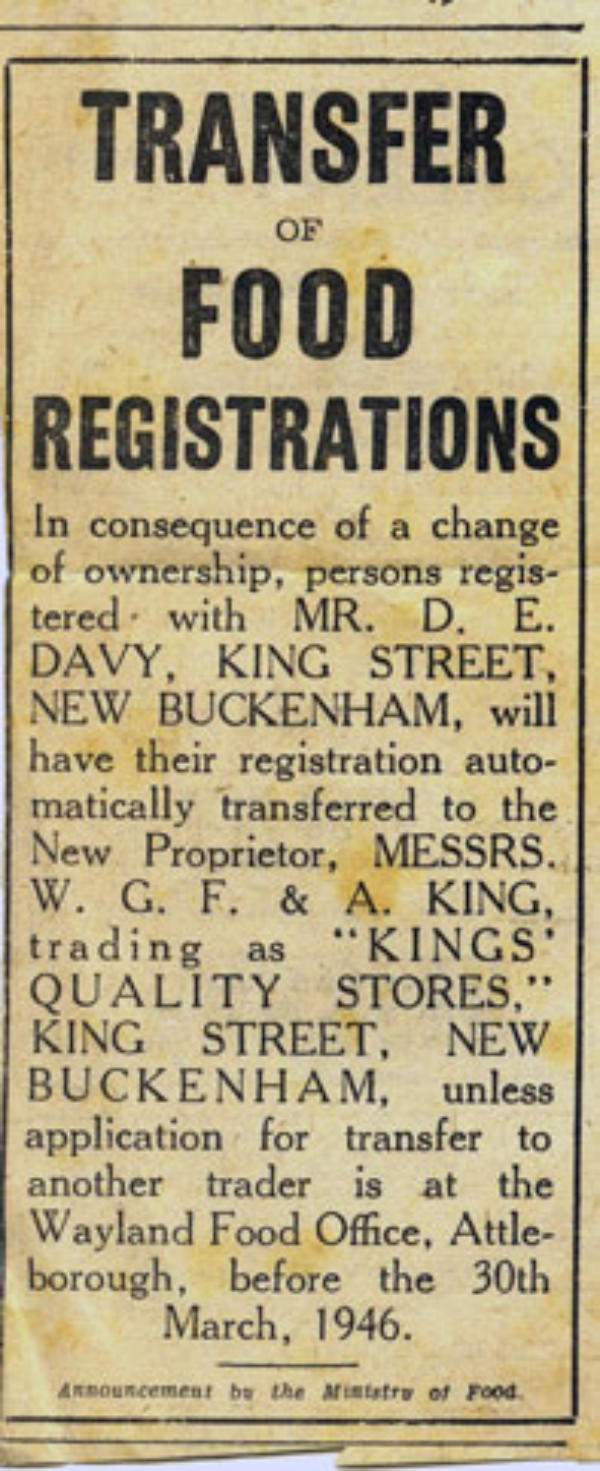 TRANSFER
OF
FOOD
REGISTRATIONS
In consequence of a change
of ownership, persons regis-
tered with MR. D. E.
DAVY, KING STREET,
NEW BUCKENHAM, will
have their registration auto-
matically transferred to the
New Proprietor, MESSRS.
W. G. F. & A. KING,
trading as "KINGS'
QUALITY STORES,"
KING STREET, NEW
BUCKENHAM, unless
application for transfer to
another trader is at the
Wayland Food Office, Attle-
borough, before the 30th
March, 1946.
Announcement by the Ministry of Food.